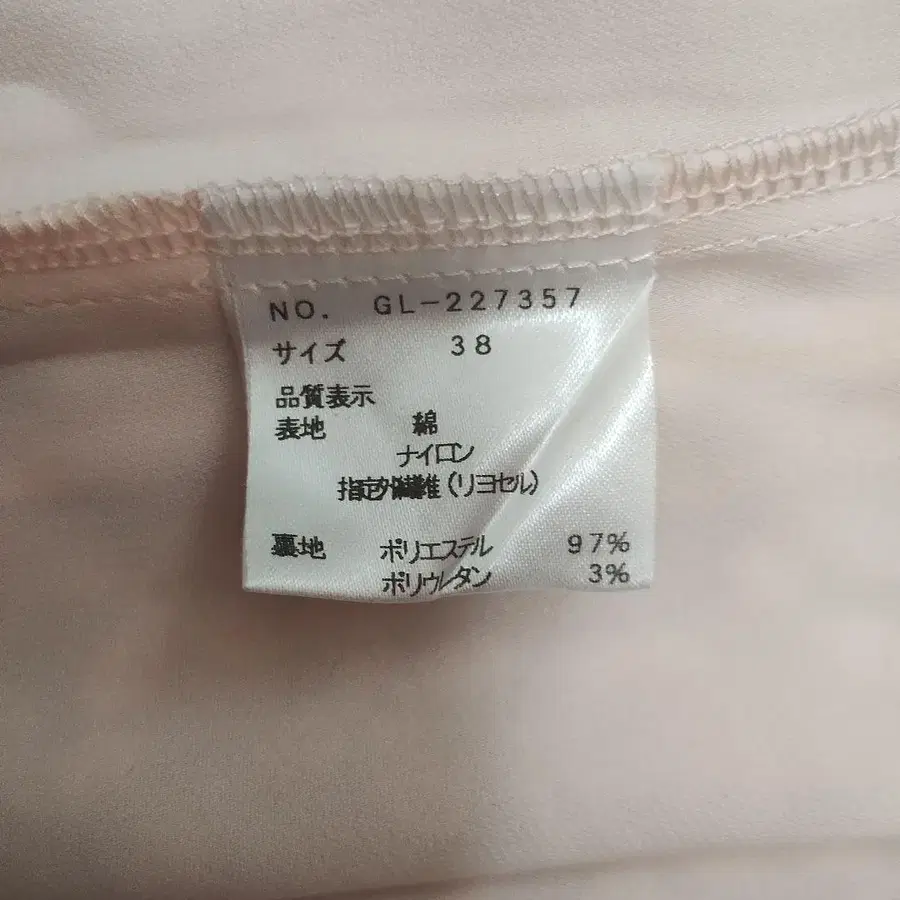 NO. GL-227357
サイズ 38
品質表示
表地 綿
ナイロン
指定外繊維(リヨセル)
裏地 ポリエステル 97%
ポリウレタン 3%